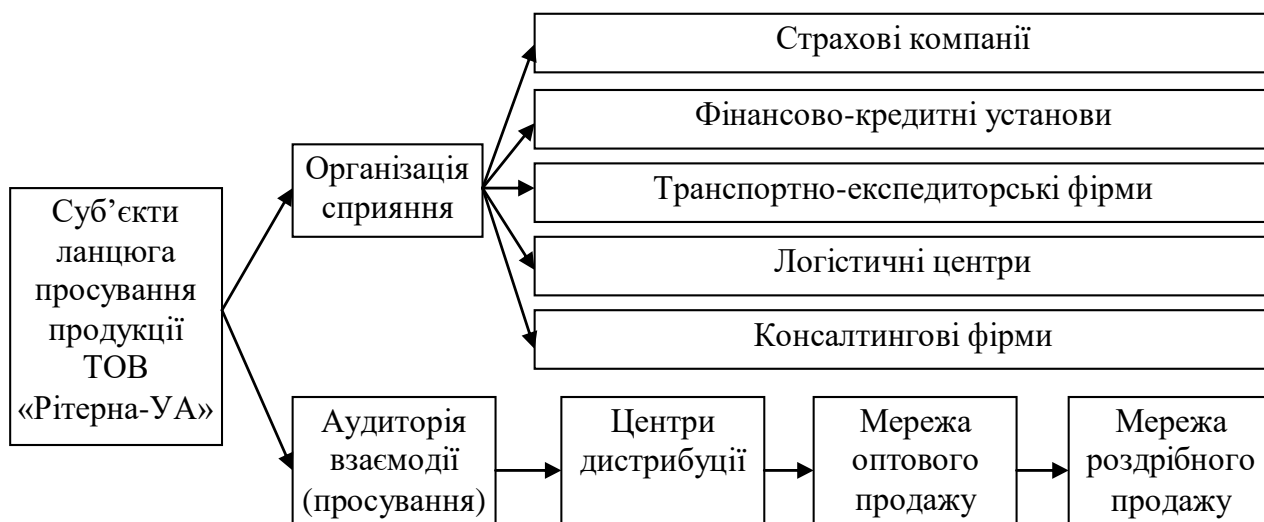 Суб’єкти
ланцюга
просування
продукції
ТОВ
«Рітерна-УА»
Організація
сприяння
Страхові компанії
Фінансово-кредитні установи
Транспортно-експедиторські фірми
Логістичні центри
Консалтингові фірми
Аудиторія
взаємодії
(просування)
Центри
дистрибуції
Мережа
оптового
продажу
Мережа
роздрібного
продажу